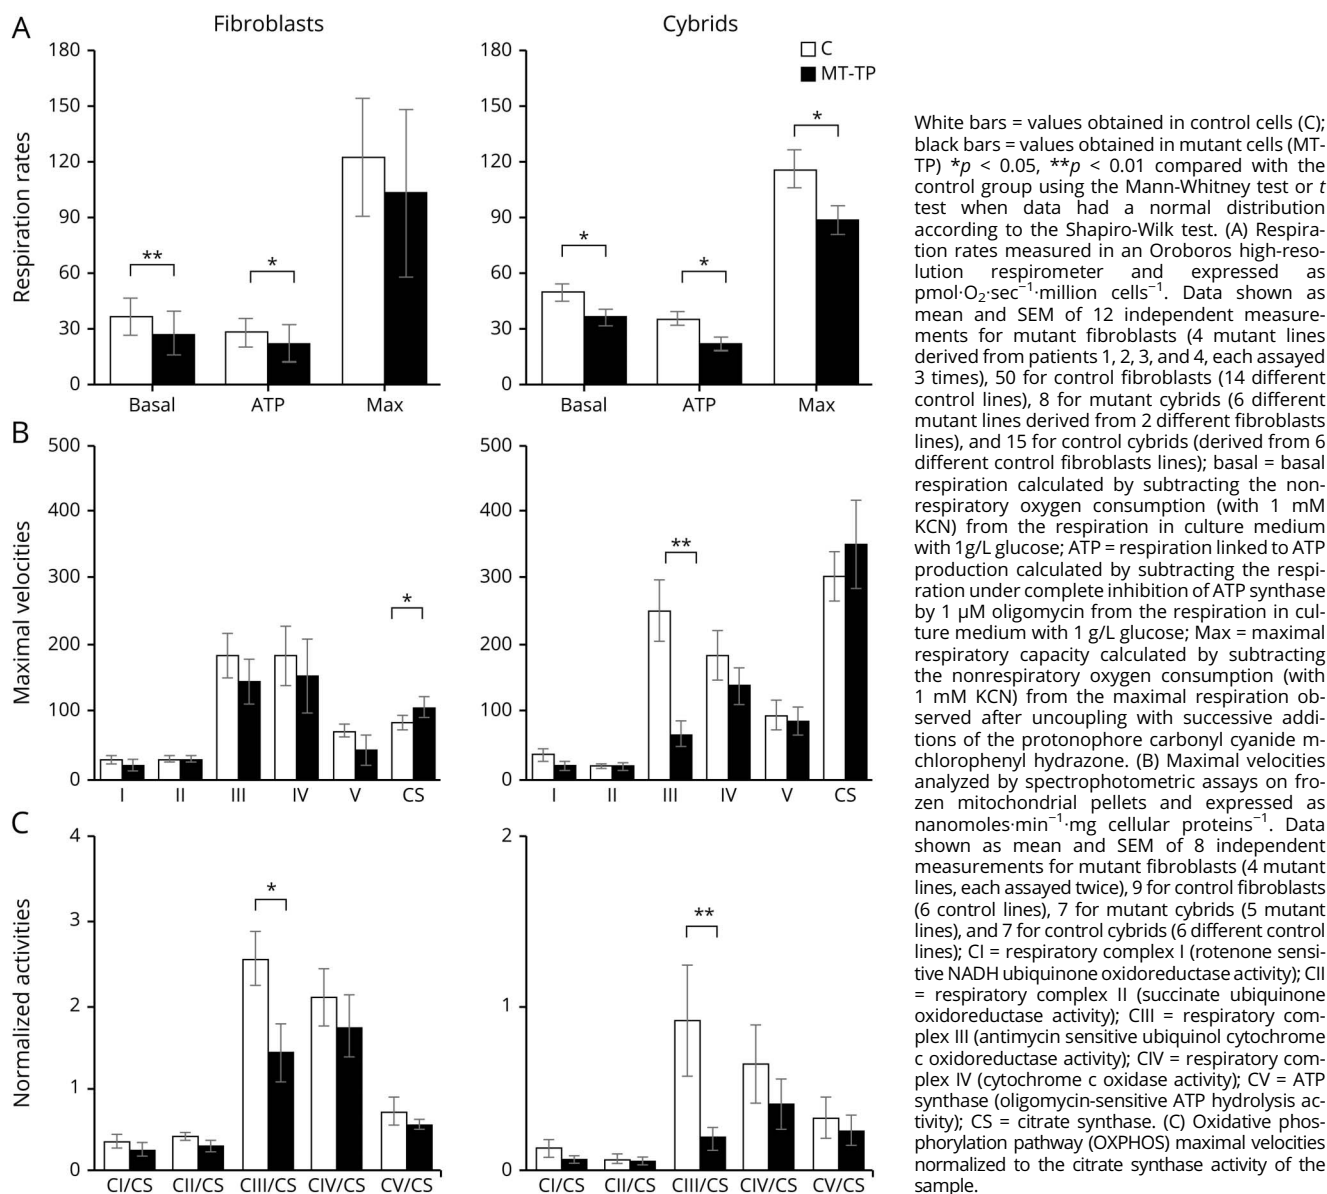 A
Fibroblasts
Cybrids
C
MT-TP
Respiration rates
180
150
120
90
60
30
0
**
*
Basal
ATP
Max
180
150
120
90
60
30
0
*
*
*
Basal
ATP
Max
B
Maximal velocities
500
400
300
200
100
0
*
I
II
III
IV
V
CS
500
400
300
200
100
0
**
I
II
III
IV
V
CS
C
Normalized activities
4
3
2
1
0
*
CI/CS
CII/CS
CIII/CS
CIV/CS
CV/CS
2
1
0
**
CI/CS
CII/CS
CIII/CS
CIV/CS
CV/CS
White bars = values obtained in control cells (C);
black bars = values obtained in mutant cells (MT-
TP) *p < 0.05, **p < 0.01 compared with the
control group using the Mann-Whitney test or t
test when data had a normal distribution
according to the Shapiro-Wilk test. (A) Respira-
tion rates measured in an Oroboros high-reso-
lution respirometer and expressed as
pmol·O₂·sec⁻¹·million cells⁻¹. Data shown as
mean and SEM of 12 independent measure-
ments for mutant fibroblasts (4 mutant lines
derived from patients 1, 2, 3, and 4, each assayed
3 times), 50 for control fibroblasts (14 different
control lines), 8 for mutant cybrids (6 different
mutant lines derived from 2 different fibroblasts
lines), and 15 for control cybrids (derived from 6
different control fibroblasts lines); basal = basal
respiration calculated by subtracting the non-
respiratory oxygen consumption (with 1 mM
KCN) from the respiration in culture medium
with 1g/L glucose; ATP = respiration linked to ATP
production calculated by subtracting the respi-
ration under complete inhibition of ATP synthase
by 1 µM oligomycin from the respiration in cul-
ture medium with 1 g/L glucose; Max = maximal
respiratory capacity calculated by subtracting
the nonrespiratory oxygen consumption (with
1 mM KCN) from the maximal respiration ob-
served after uncoupling with successive addi-
tions of the protonophore carbonyl cyanide m-
chlorophenyl hydrazone. (B) Maximal velocities
analyzed by spectrophotometric assays on fro-
zen mitochondrial pellets and expressed as
nanomoles·min⁻¹·mg cellular proteins⁻¹. Data
shown as mean and SEM of 8 independent
measurements for mutant fibroblasts (4 mutant
lines, each assayed twice), 9 for control fibroblasts
(6 control lines), 7 for mutant cybrids (5 mutant
lines), and 7 for control cybrids (6 different control
lines); CI = respiratory complex I (rotenone sensi-
tive NADH ubiquinone oxidoreductase activity); CII
= respiratory complex II (succinate ubiquinone
oxidoreductase activity); CIII = respiratory com-
plex III (antimycin sensitive ubiquinol cytochrome
c oxidoreductase activity); CIV = respiratory com-
plex IV (cytochrome c oxidase activity); CV = ATP
synthase (oligomycin-sensitive ATP hydrolysis ac-
tivity); CS = citrate synthase. (C) Oxidative phos-
phorylation pathway (OXPHOS) maximal velocities
normalized to the citrate synthase activity of the
sample.